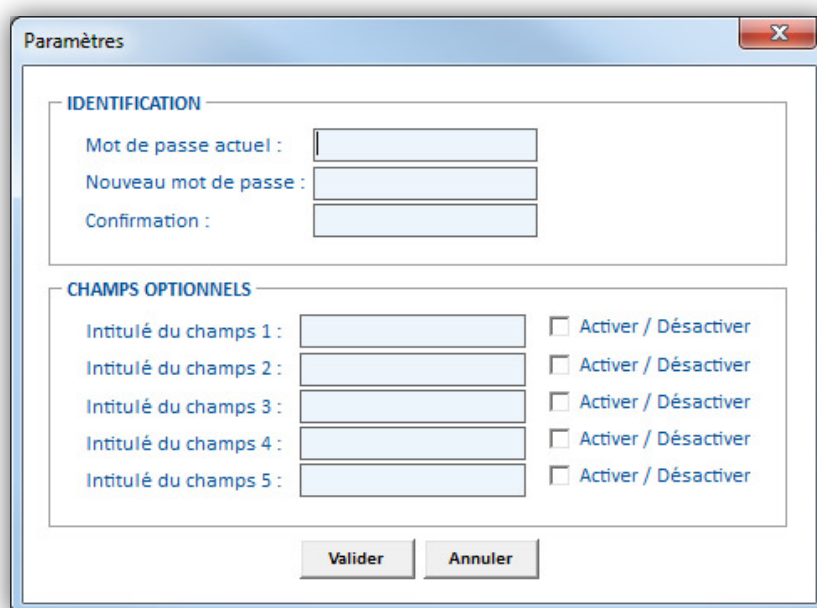 Paramètres
IDENTIFICATION
Mot de passe actuel :
Nouveau mot de passe :
Confirmation :
CHAMPS OPTIONNELS
Intitulé du champs 1 : Activer / Désactiver
Intitulé du champs 2 : Activer / Désactiver
Intitulé du champs 3 : Activer / Désactiver
Intitulé du champs 4 : Activer / Désactiver
Intitulé du champs 5 : Activer / Désactiver
Valider Annuler